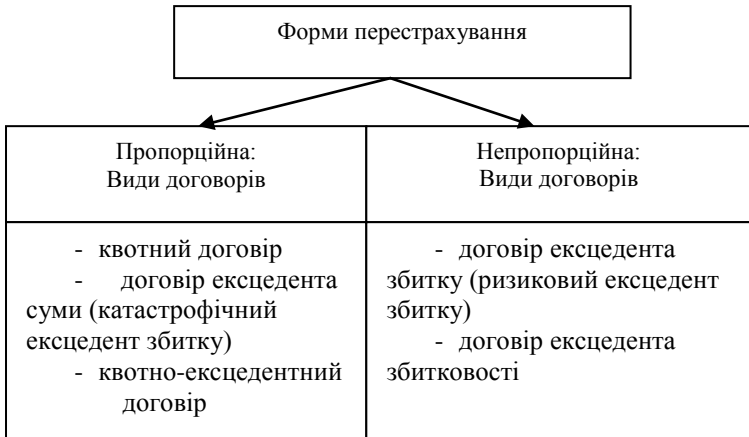 Форми перестрахування
Пропорційна:
Види договорів
Непропорційна:
Види договорів
- квотний договір
- договір ексцедента
суми (катастрофічний
ексцедент збитку)
- квотно-ексцедентний
договір
- договір ексцедента
збитку (ризиковий ексцедент
збитку)
- договір ексцедента
збитковості